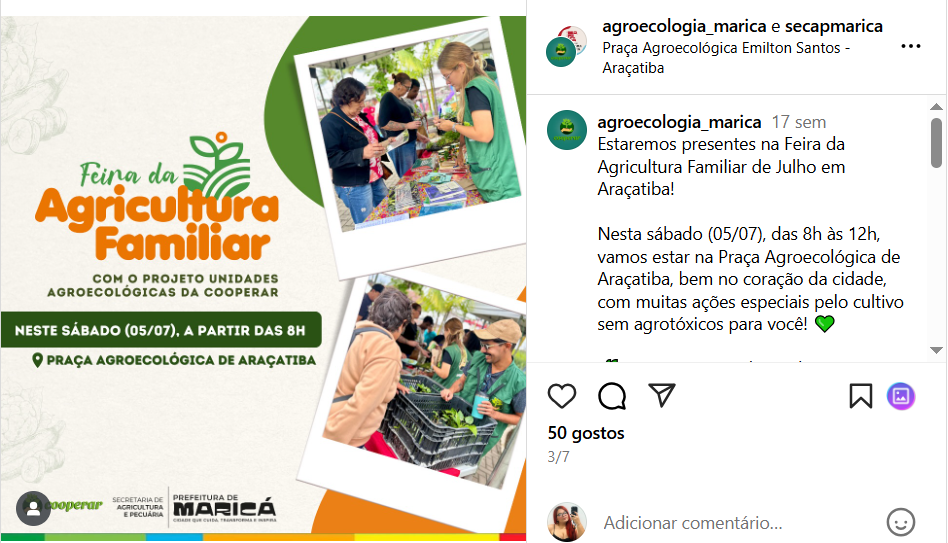 Feira da
Agricultura
Familiar
COM O PROJETO UNIDADES
AGROECOLÓGICAS DA COOPERAR
NESTE SÁBADO (05/07), A PARTIR DAS 8H
PRAÇA AGROECOLÓGICA DE ARAÇATIBA
cooperar
SECRETARIA DE
AGRICULTURA
E PECUÁRIA
PREFEITURA DE
MARICÁ
CIDADE QUE CUIDA, TRANSFORMA E INSPIRA
agroecologia_marica e secapmarica
Praça Agroecológica Emilton Santos -
Araçatiba
agroecologia_marica 17 sem
Estaremos presentes na Feira da
Agricultura Familiar de Julho em
Araçatiba!
Nesta sábado (05/07), das 8h às 12h,
vamos estar na Praça Agroecológica de
Araçatiba, bem no coração da cidade,
com muitas ações especiais pelo cultivo
sem agrotóxicos para você! 💚
50 gostos
3/7
Adicionar comentário...